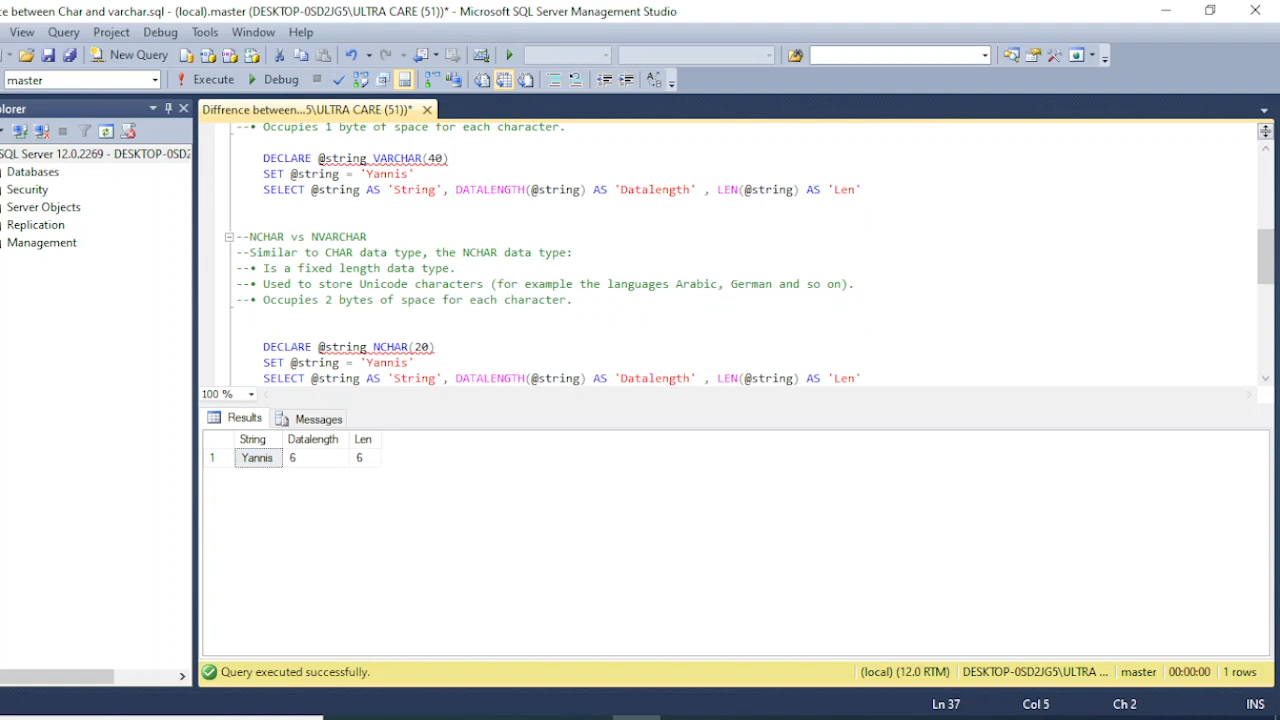 ce between Char and varchar.sql - (local).master (DESKTOP-0SD2JG5\ULTRA CARE (51))* - Microsoft SQL Server Management Studio
View Query Project Debug Tools Window Help
New Query
master Execute Debug
plorer
Diffrence between...5\ULTRA CARE (51))*
--• Occupies 1 byte of space for each character.
SQL Server 12.0.2269 - DESKTOP-0SD2
Databases
Security
Server Objects
Replication
Management
DECLARE @string VARCHAR(40)
SET @string = 'Yannis'
SELECT @string AS 'String', DATALENGTH(@string) AS 'Datalength' , LEN(@string) AS 'Len'
--NCHAR vs NVARCHAR
--Similar to CHAR data type, the NCHAR data type:
--• Is a fixed length data type.
--• Used to store Unicode characters (for example the languages Arabic, German and so on).
--• Occupies 2 bytes of space for each character.
DECLARE @string NCHAR(20)
SET @string = 'Yannis'
SELECT @string AS 'String', DATALENGTH(@string) AS 'Datalength' , LEN(@string) AS 'Len'
100 %
Results Messages
String Datalength Len
1 Yannis 6 6
Query executed successfully. (local) (12.0 RTM) DESKTOP-0SD2JG5\ULTRA ... master 00:00:00 1 rows
Ln 37 Col 5 Ch 2 INS